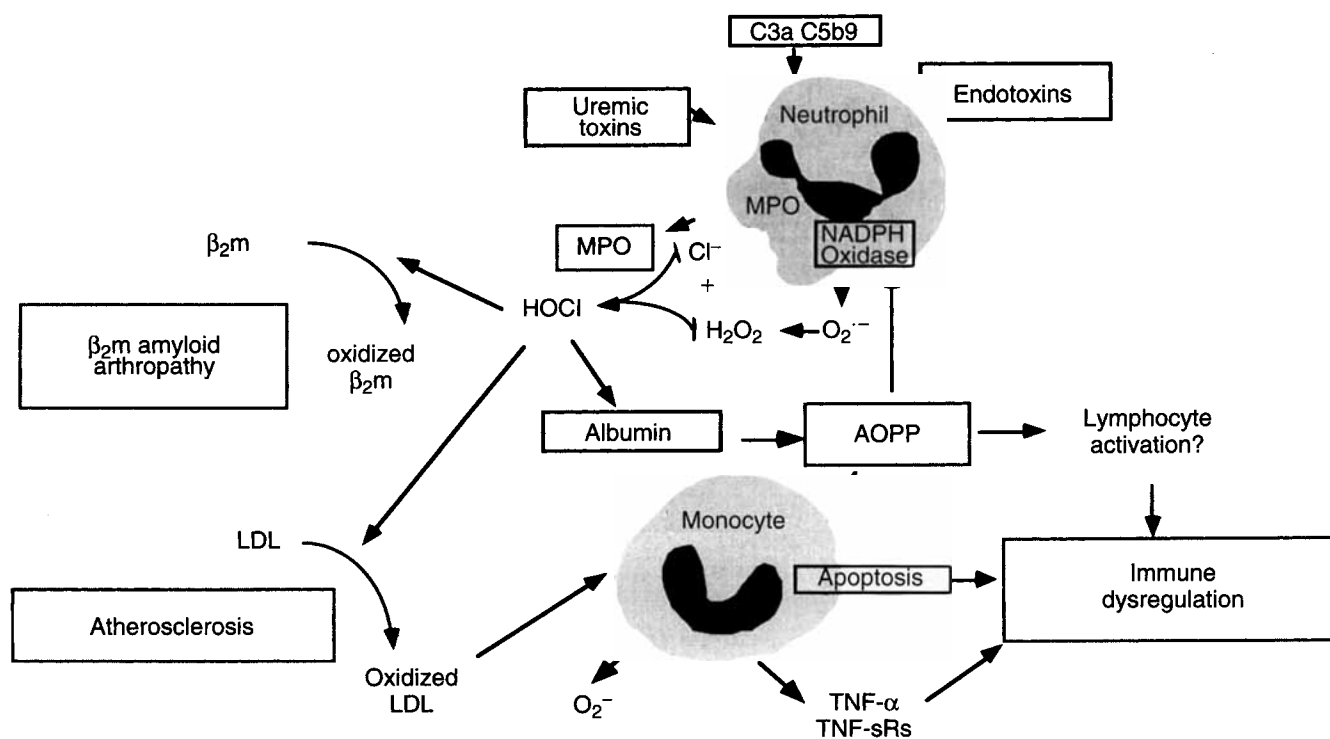 C3a C5b9
Uremic
toxins
Neutrophil
Endotoxins
MPO
NADPH
Oxidase
MPO
Cl⁻
+
HOCl
H₂O₂
O₂·⁻
β₂m
oxidized
β₂m
β₂m amyloid
arthropathy
Albumin
AOPP
Lymphocyte
activation?
LDL
Monocyte
Apoptosis
Immune
dysregulation
Atherosclerosis
Oxidized
LDL
O₂⁻
TNF-α
TNF-sRs